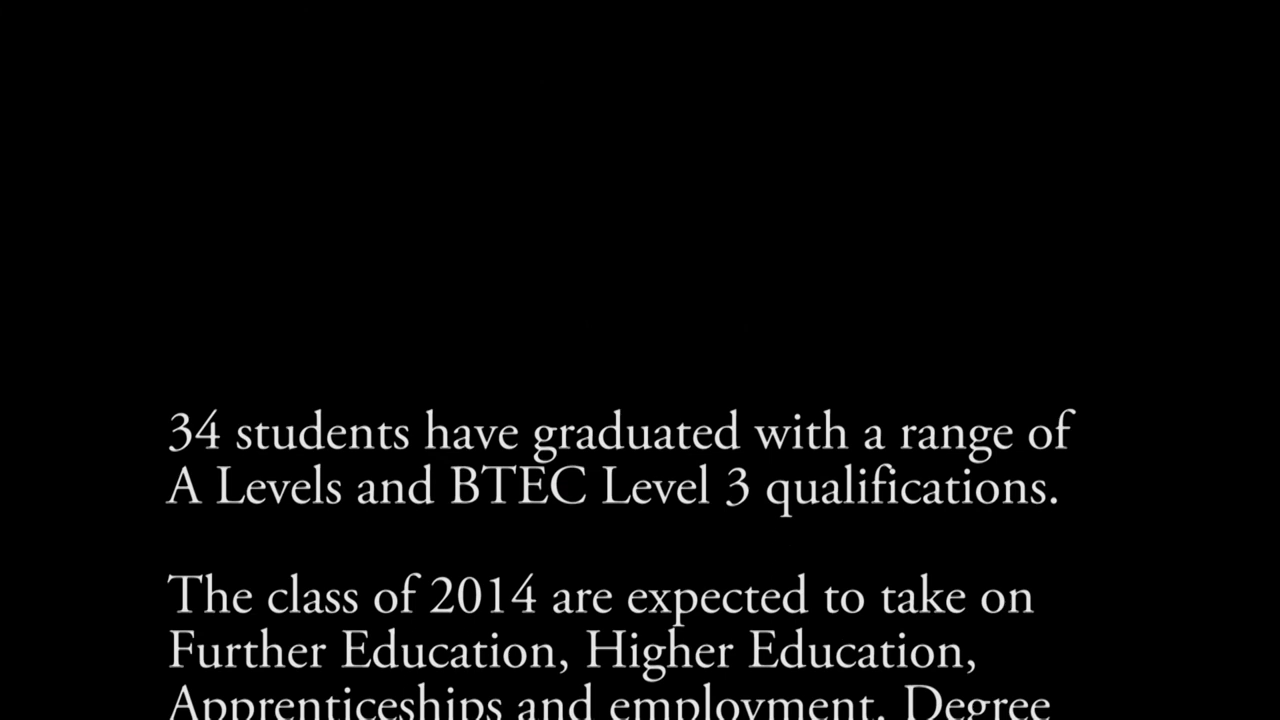 34 students have graduated with a range of
A Levels and BTEC Level 3 qualifications.
The class of 2014 are expected to take on
Further Education, Higher Education,
Apprenticeships and employment. Degree